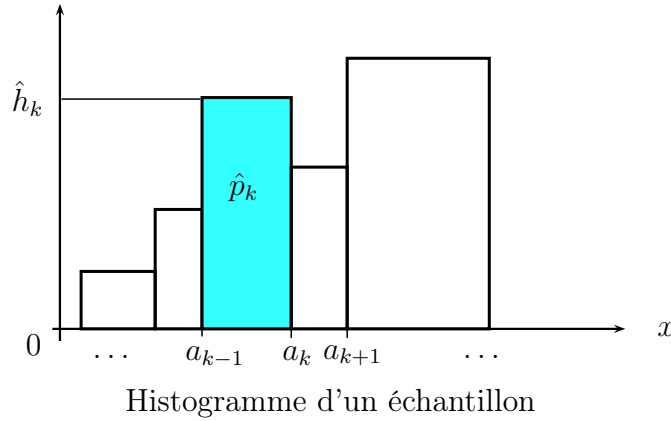 ĥ_k
p̂_k
x
0 ... a_{k-1} a_k a_{k+1} ...
Histogramme d'un échantillon